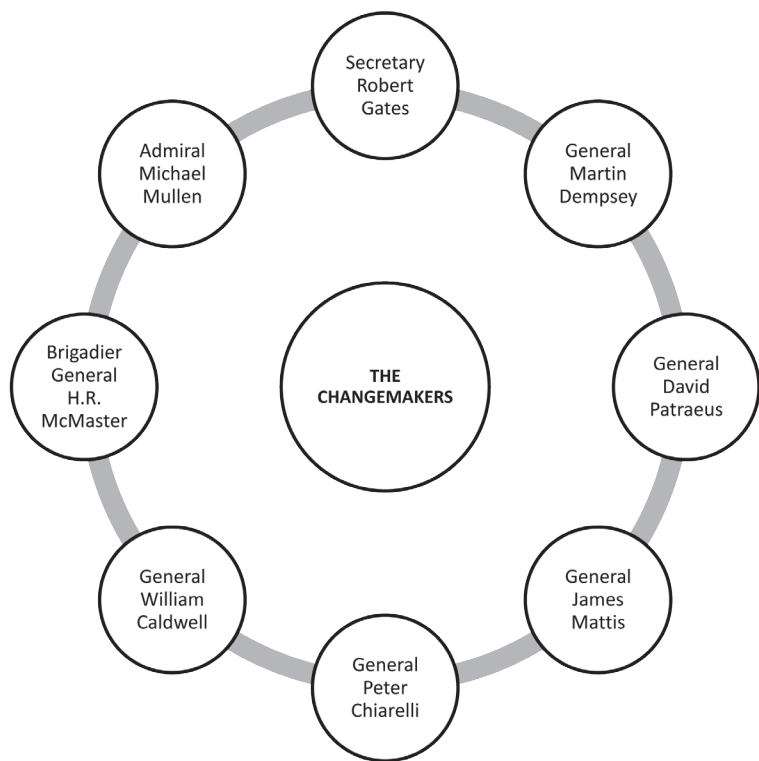 Secretary
Robert
Gates
General
Martin
Dempsey
General
David
Patraeus
General
James
Mattis
General
Peter
Chiarelli
General
William
Caldwell
Brigadier
General
H.R.
McMaster
Admiral
Michael
Mullen
THE
CHANGEMAKERS